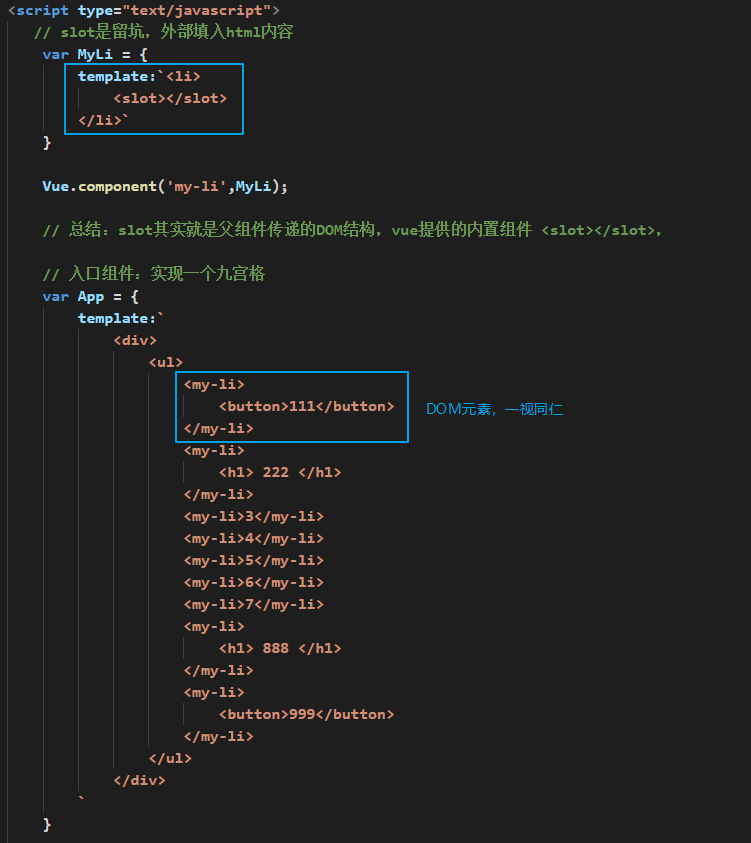 <script type="text/javascript">
// slot是留坑，外部填入html内容
var MyLi = {
template:`<li>
<slot></slot>
</li>`
}
Vue.component('my-li',MyLi);
// 总结：slot其实就是父组件传递的DOM结构，vue提供的内置组件 <slot></slot>，
// 入口组件：实现一个九宫格
var App = {
template:`
<div>
<ul>
<my-li>
<button>111</button>
DOM元素，一视同仁
</my-li>
<my-li>
<h1> 222 </h1>
</my-li>
<my-li>3</my-li>
<my-li>4</my-li>
<my-li>5</my-li>
<my-li>6</my-li>
<my-li>7</my-li>
<my-li>
<h1> 888 </h1>
</my-li>
<my-li>
<button>999</button>
</my-li>
</ul>
</div>
`
}